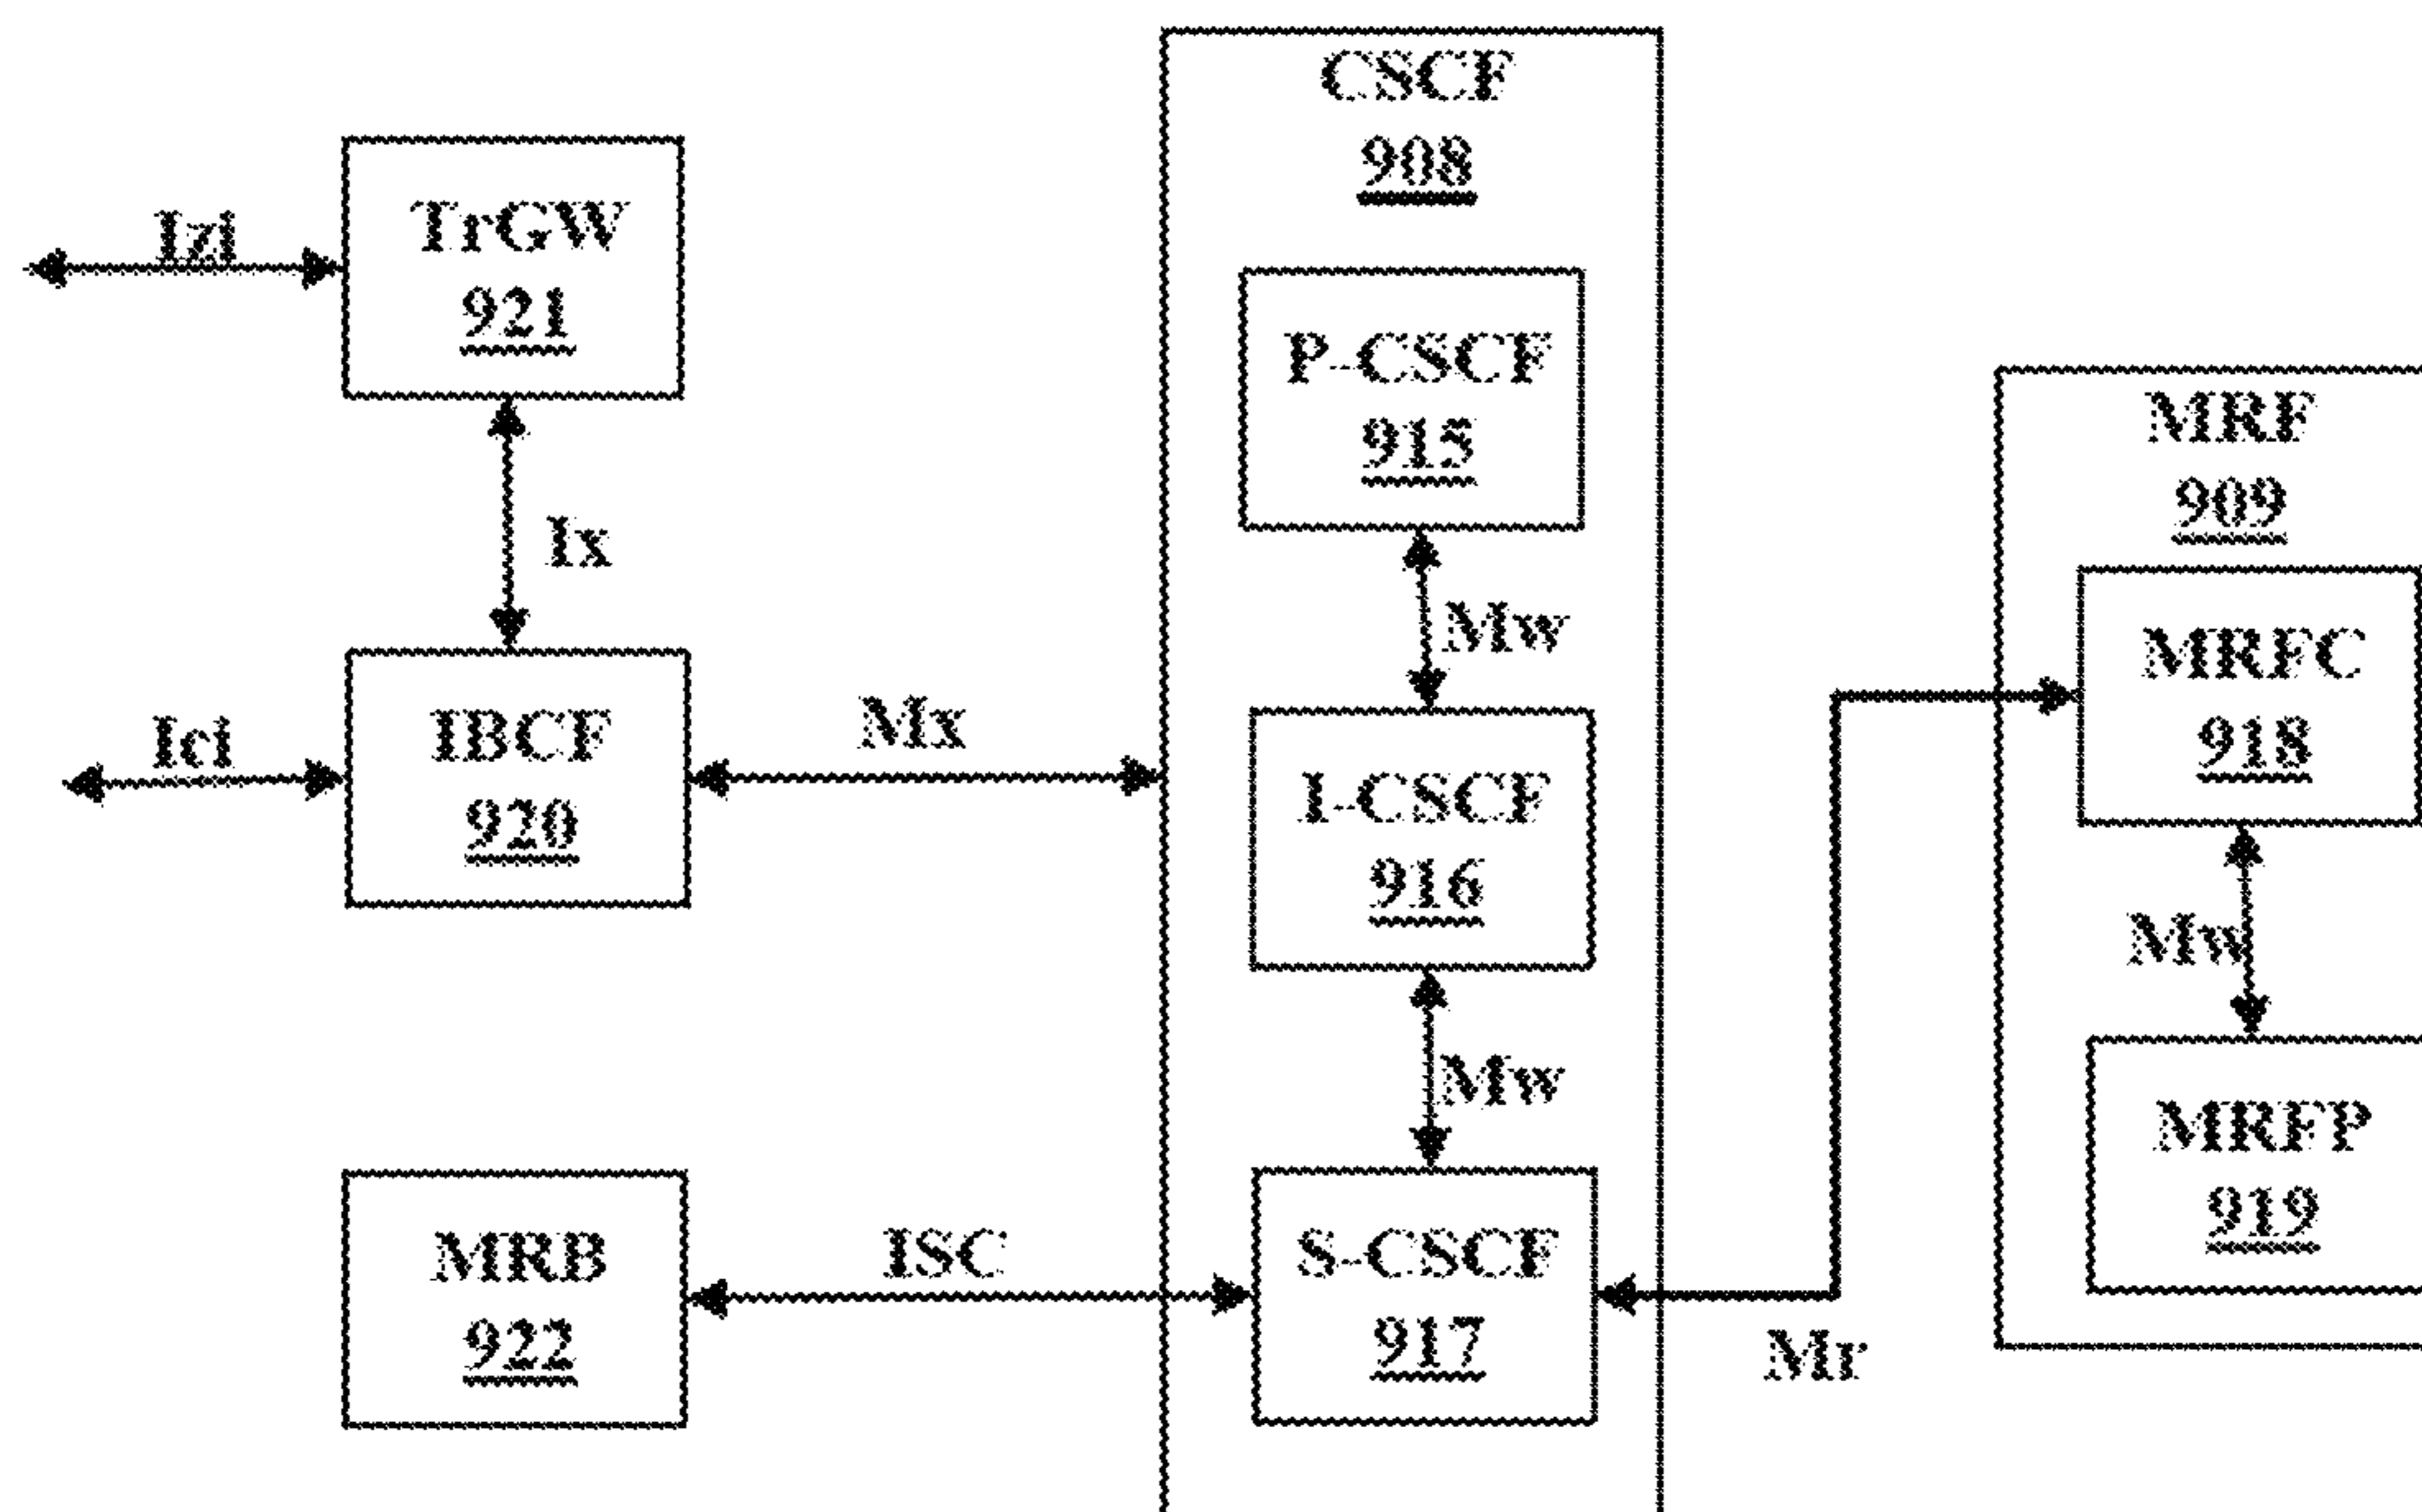 CSCF
908
TrGW
921
Izi
P-CSCF
915
MRF
909
Ix
Mw
MRFC
918
IBCF
920
Ici
Mx
I-CSCF
916
Mw
Mw
MRFP
919
MRB
922
ISC
S-CSCF
917
Mr